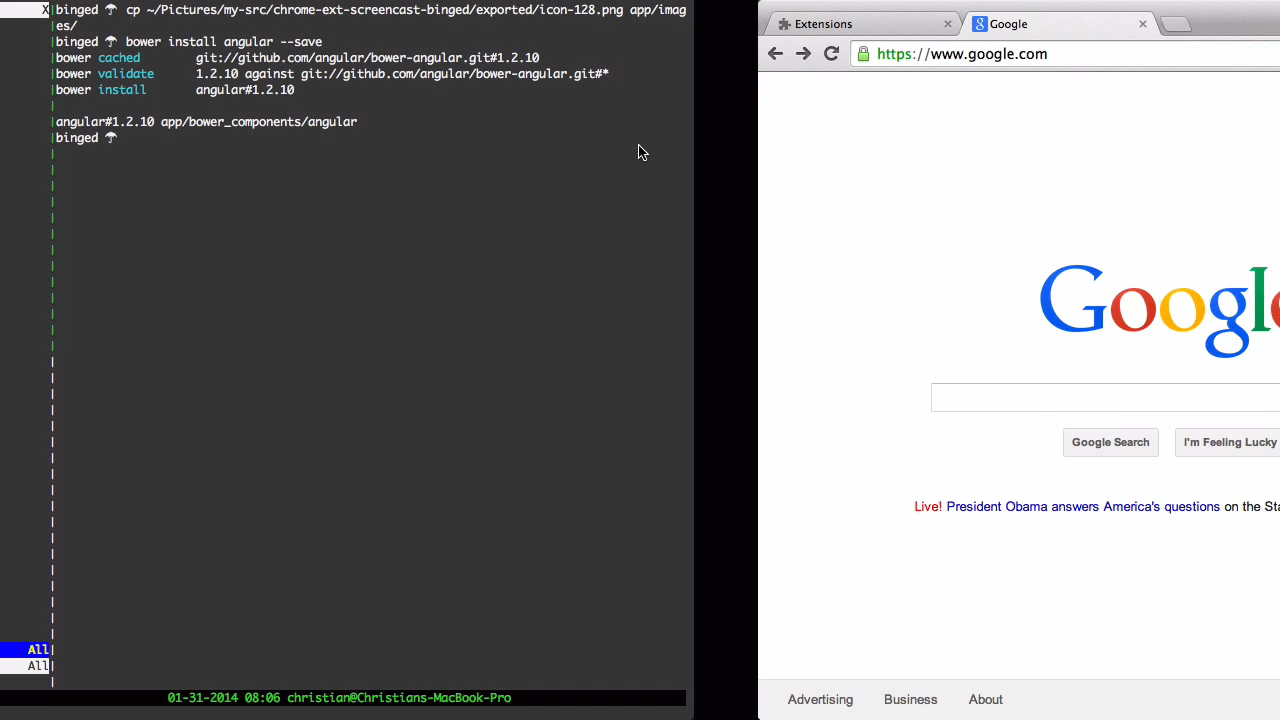 X
binged ☂ cp ~/Pictures/my-src/chrome-ext-screencast-binged/exported/icon-128.png app/imag
es/
binged ☂ bower install angular --save
bower cached git://github.com/angular/bower-angular.git#1.2.10
bower validate 1.2.10 against git://github.com/angular/bower-angular.git#*
bower install angular#1.2.10
angular#1.2.10 app/bower_components/angular
binged ☂
All
All
01-31-2014 08:06 christian@Christians-MacBook-Pro
Extensions
Google
https://www.google.com
Google
Google Search
I'm Feeling Lucky
Live! President Obama answers America's questions on the Sta
Advertising
Business
About